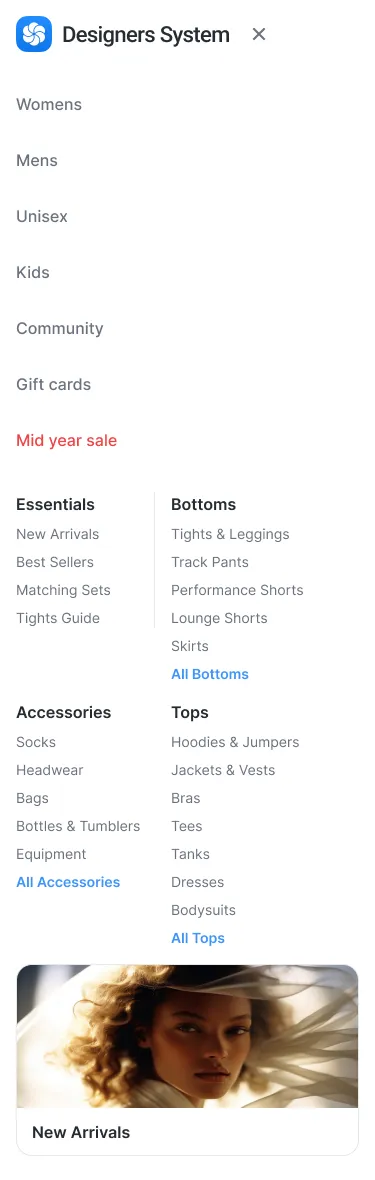 Designers System
Womens
Mens
Unisex
Kids
Community
Gift cards
Mid year sale
Essentials
New Arrivals
Best Sellers
Matching Sets
Tights Guide
Bottoms
Tights & Leggings
Track Pants
Performance Shorts
Lounge Shorts
Skirts
All Bottoms
Accessories
Socks
Headwear
Bags
Bottles & Tumblers
Equipment
All Accessories
Tops
Hoodies & Jumpers
Jackets & Vests
Bras
Tees
Tanks
Dresses
Bodysuits
All Tops
New Arrivals